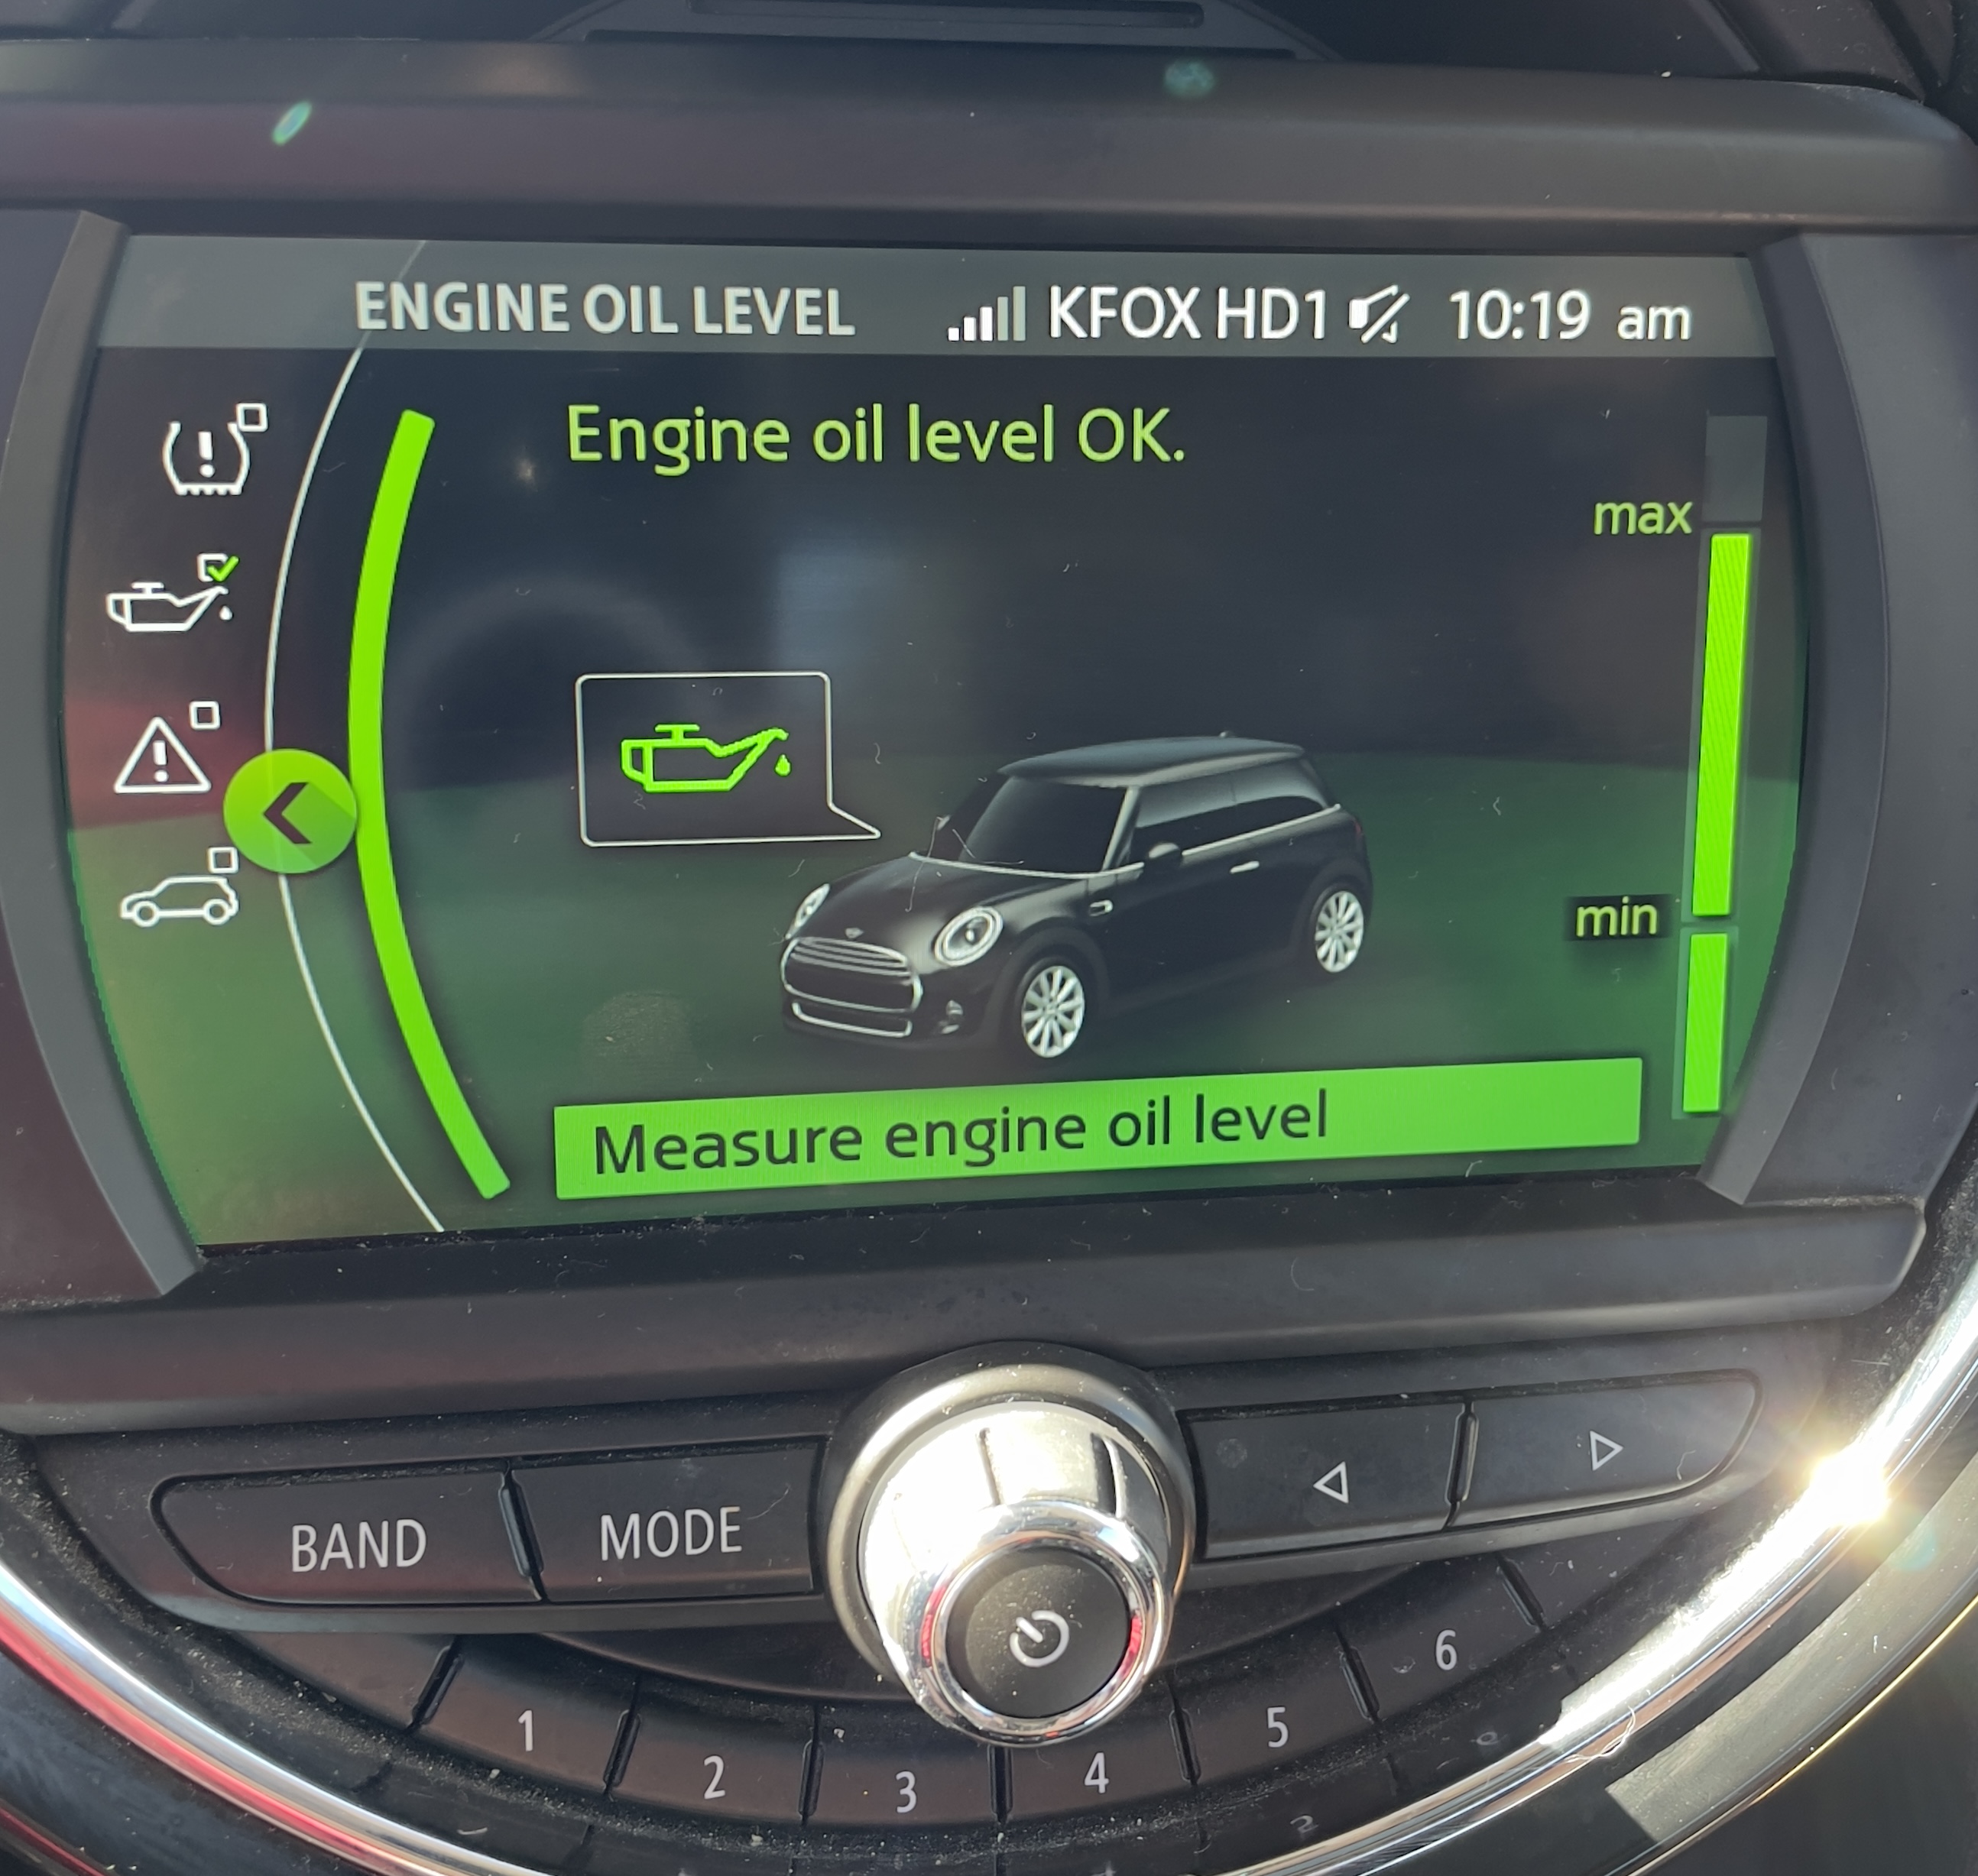 ENGINE OIL LEVEL KFOX HD1 10:19 am
Engine oil level OK.
max
min
Measure engine oil level
BAND MODE
1 2 3 4 5 6